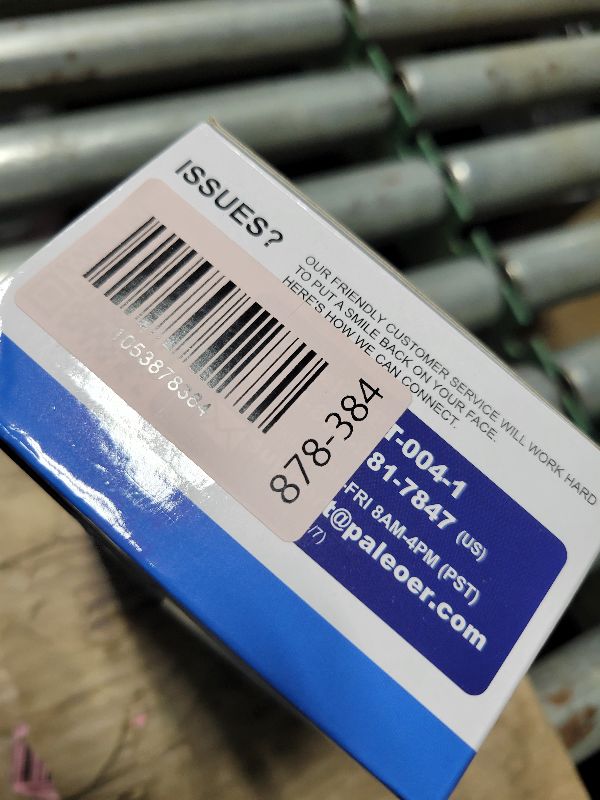 ISSUES?
OUR FRIENDLY CUSTOMER SERVICE WILL WORK HARD
TO PUT A SMILE BACK ON YOUR FACE.
HERE'S HOW WE CAN CONNECT.
1053878384
878-384
T-004-1
81-7847 (US)
-FRI 8AM-4PM (PST)
t@paleoer.com
/7)